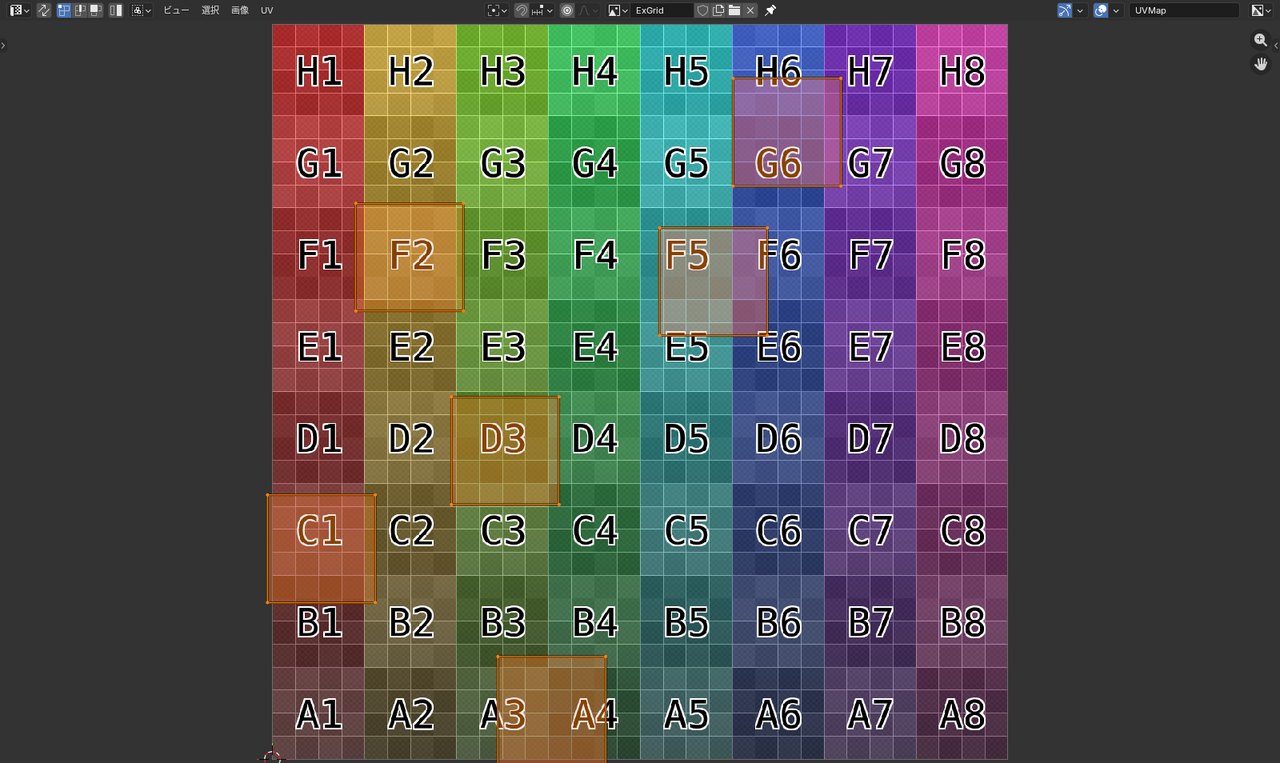 ビュー 選択 画像 UV ExGrid UVMap
H1 H2 H3 H4 H5 H6 H7 H8
G1 G2 G3 G4 G5 G6 G7 G8
F1 F2 F3 F4 F5 F6 F7 F8
E1 E2 E3 E4 E5 E6 E7 E8
D1 D2 D3 D4 D5 D6 D7 D8
C1 C2 C3 C4 C5 C6 C7 C8
B1 B2 B3 B4 B5 B6 B7 B8
A1 A2 A3 A4 A5 A6 A7 A8